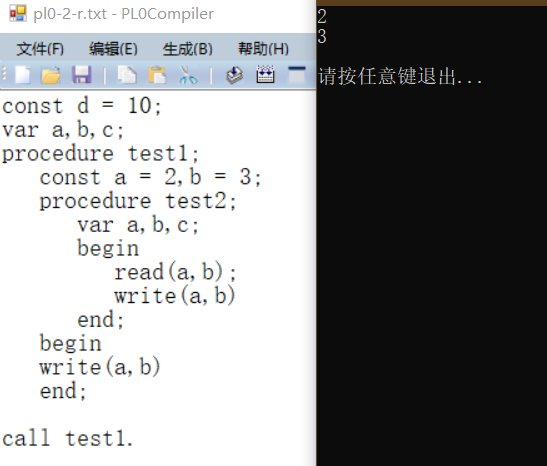 pl0-2-r.txt - PL0Compiler
文件(F) 编辑(E) 生成(B) 帮助(H)
const d = 10;
var a,b,c;
procedure test1;
   const a = 2,b = 3;
   procedure test2;
      var a,b,c;
      begin
         read(a,b);
         write(a,b)
      end;
   begin
   write(a,b)
   end;
call test1.
2
3
请按任意键退出...